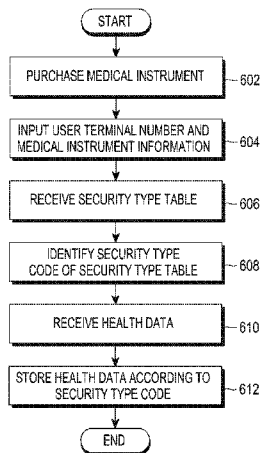 START
PURCHASE MEDICAL INSTRUMENT
602
INPUT USER TERMINAL NUMBER AND
MEDICAL INSTRUMENT INFORMATION
604
RECEIVE SECURITY TYPE TABLE
606
IDENTIFY SECURITY TYPE
CODE OF SECURITY TYPE TABLE
608
RECEIVE HEALTH DATA
610
STORE HEALTH DATA ACCORDING TO
SECURITY TYPE CODE
612
END